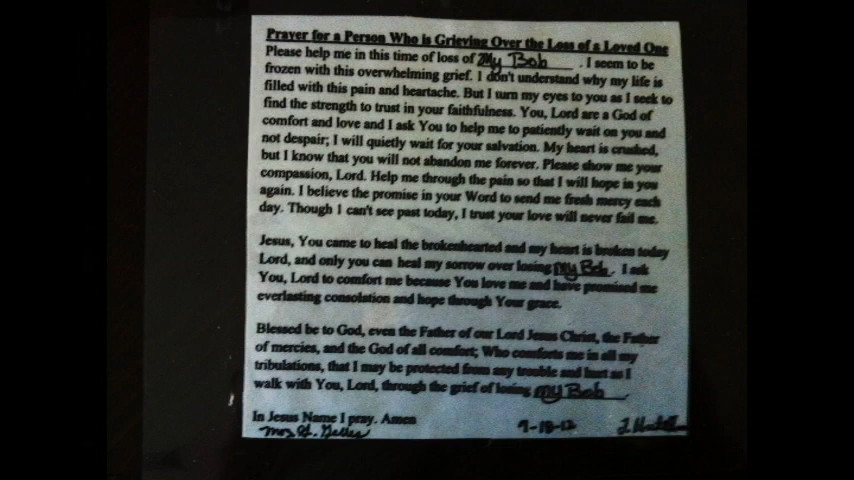 Prayer for a Person Who is Grieving Over the Loss of a Loved One
Please help me in this time of loss of My Bob. I seem to be
frozen with this overwhelming grief. I don't understand why my life is
filled with this pain and heartache. But I turn my eyes to you as I seek to
find the strength to trust in your faithfulness. You, Lord are a God of
comfort and love and I ask You to help me to patiently wait on you and
not despair; I will quietly wait for your salvation. My heart is crushed,
but I know that you will not abandon me forever. Please show me your
compassion, Lord. Help me through the pain so that I will hope in you
again. I believe the promise in your Word to send me fresh mercy each
day. Though I can't see past today, I trust your love will never fail me.
Jesus, You came to heal the brokenhearted and my heart is broken today
Lord, and only you can heal my sorrow over losing My Bob. I ask
You, Lord to comfort me because You love me and have promised me
everlasting consolation and hope through Your grace.
Blessed be to God, even the Father of our Lord Jesus Christ, the Father
of mercies, and the God of all comfort; Who comforts me in all my
tribulations, that I may be protected from any trouble and hurt as I
walk with You, Lord, through the grief of losing my Bob.
In Jesus Name I pray. Amen
9-18-12